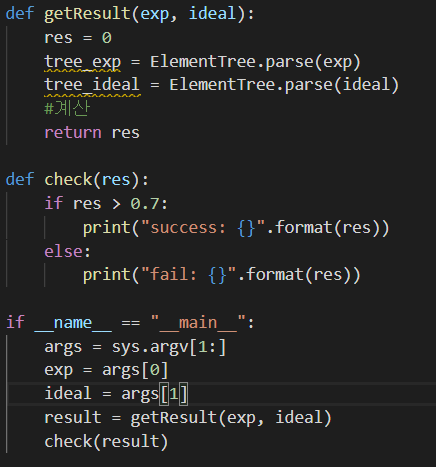 def getResult(exp, ideal):
    res = 0
    tree_exp = ElementTree.parse(exp)
    tree_ideal = ElementTree.parse(ideal)
    #계산
    return res

def check(res):
    if res > 0.7:
        print("success: {}".format(res))
    else:
        print("fail: {}".format(res))

if __name__ == "__main__":
    args = sys.argv[1:]
    exp = args[0]
    ideal = args[1]
    result = getResult(exp, ideal)
    check(result)